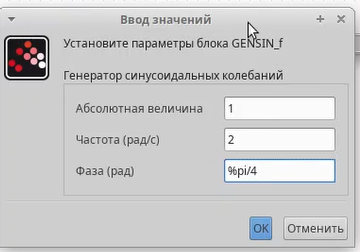 Ввод значений
Установите параметры блока GENSIN_f
Генератор синусоидальных колебаний
Абсолютная величина 1
Частота (рад/с) 2
Фаза (рад) %pi/4
OK Отменить